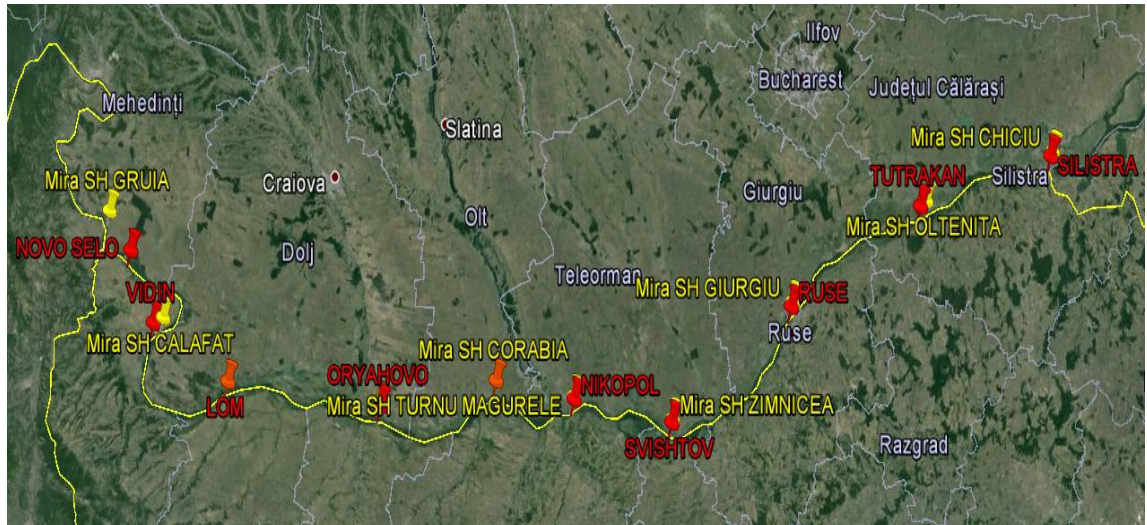 Ilfov
Bucharest
Județul Călărași
Mehedinți
Slatina
Mira SH CHICIU
SILISTRA
Silistra
Mira SH GRUIA
Craiova
TUTRAKAN
Giurgiu
Olt
Mira SH OLTENITA
NOVO SELO
Dolj
Teleorman
Mira SH GIURGIU
RUSE
VIDIN
Ruse
Mira SH CALAFAT
Mira SH CORABIA
ORYAHOVO
NIKOPOL
LOM
Mira SH TURNU MAGURELE_
Mira SH ZIMNICEA
SVISHTOV
Razgrad